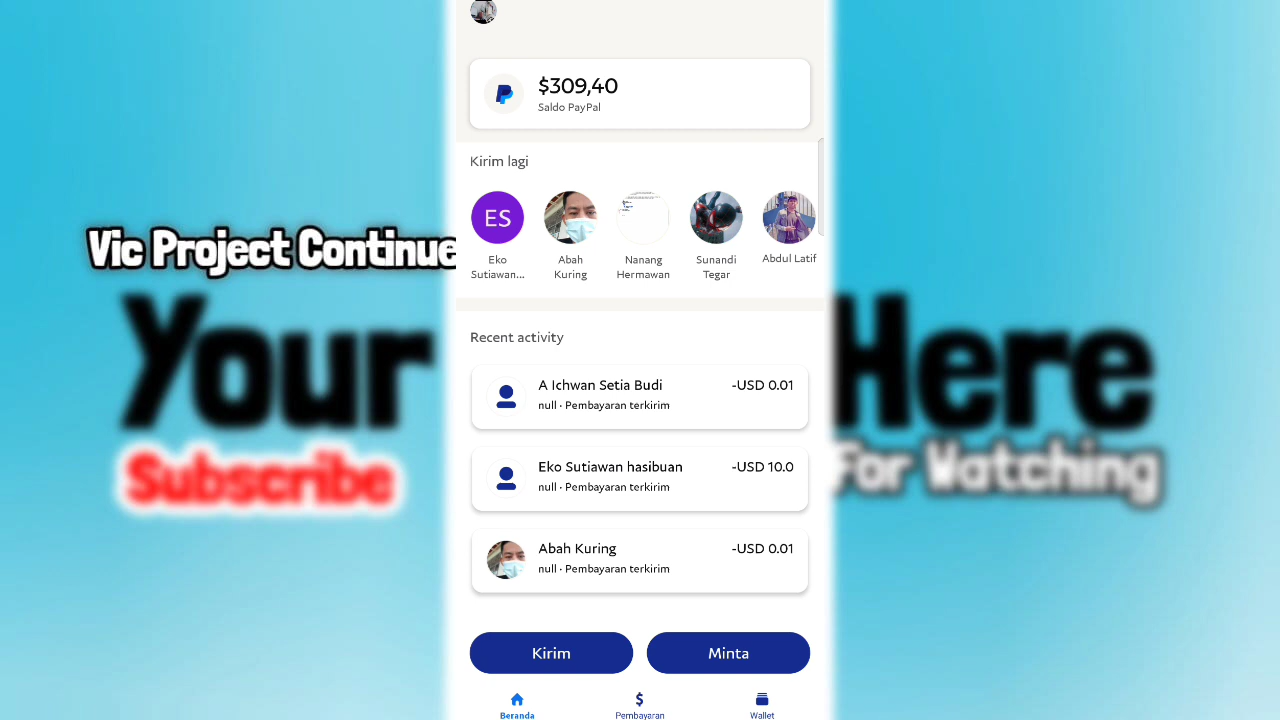 $309,40
Saldo PayPal
Kirim lagi
ES
Eko Sutiawan...
Abah Kuring
Nanang Hermawan
Sunandi Tegar
Abdul Latif
Vic Project Continue
Your
Here
Subscribe
For Watching
Recent activity
A Ichwan Setia Budi
-USD 0.01
null · Pembayaran terkirim
Eko Sutiawan hasibuan
-USD 10.0
null · Pembayaran terkirim
Abah Kuring
-USD 0.01
null · Pembayaran terkirim
Kirim
Minta
Beranda
Pembayaran
Wallet